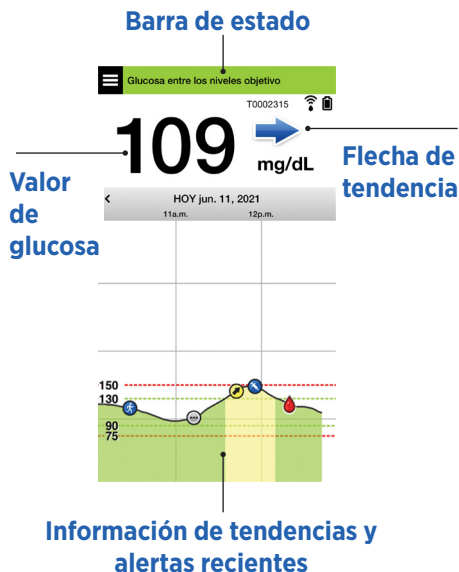 Barra de estado
Glucosa entre los niveles objetivo
T0002315
109
mg/dL
Flecha de
tendencia
Valor
de
glucosa
HOY jun. 11, 2021
11a.m.
12p.m.
150
130
90
75
Información de tendencias y
alertas recientes